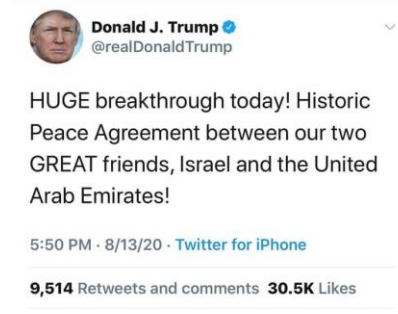 Donald J. Trump
@realDonaldTrump
HUGE breakthrough today! Historic
Peace Agreement between our two
GREAT friends, Israel and the United
Arab Emirates!
5:50 PM · 8/13/20 · Twitter for iPhone
9,514 Retweets and comments 30.5K Likes